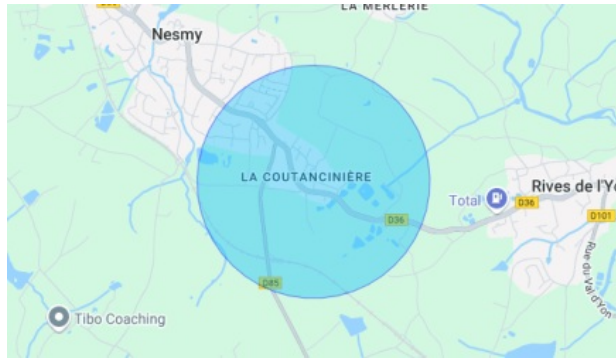 LA MERLERIE
Nesmy
LA COUTANCINIÈRE
Total
D36
Rives de l'Yo
D101
D36
Rue du Val d'Yon
D85
Tibo Coaching